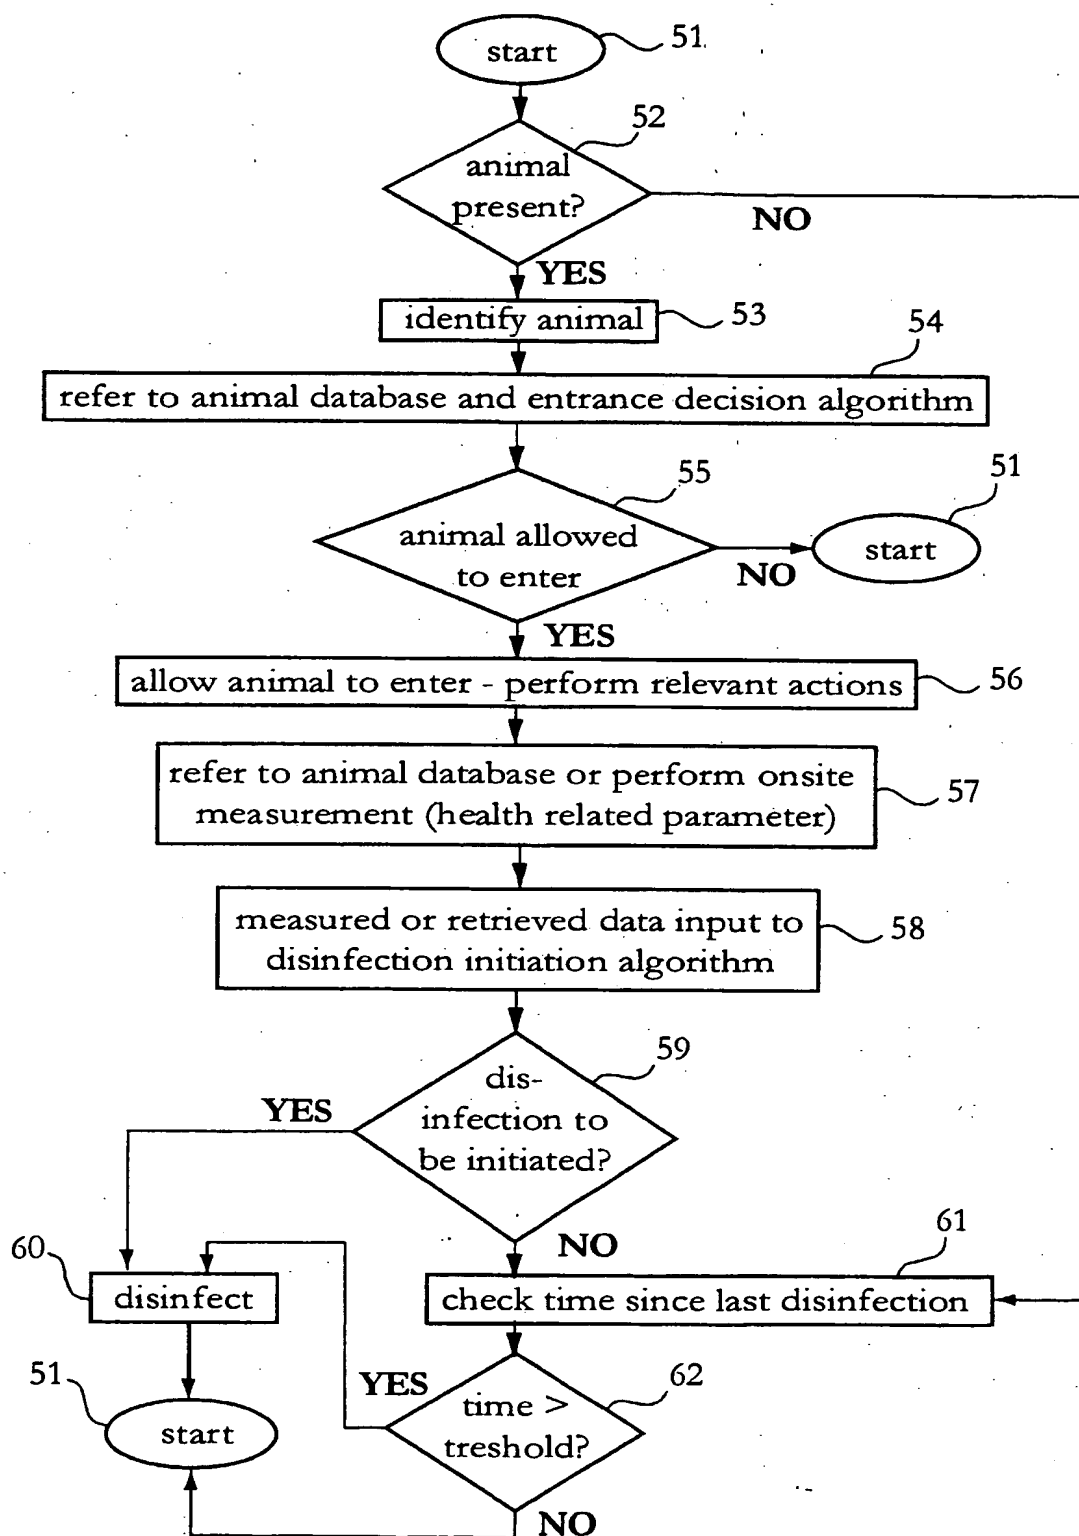 start
51
52
animal
present?
NO
YES
identify animal
53
54
refer to animal database and entrance decision algorithm
55
51
animal allowed
to enter
NO
start
YES
allow animal to enter - perform relevant actions
56
refer to animal database or perform onsite
measurement (health related parameter)
57
measured or retrieved data input to
disinfection initiation algorithm
58
59
dis-
infection to
be initiated?
YES
NO
61
60
disinfect
check time since last disinfection
51
start
YES
62
time >
treshold?
NO